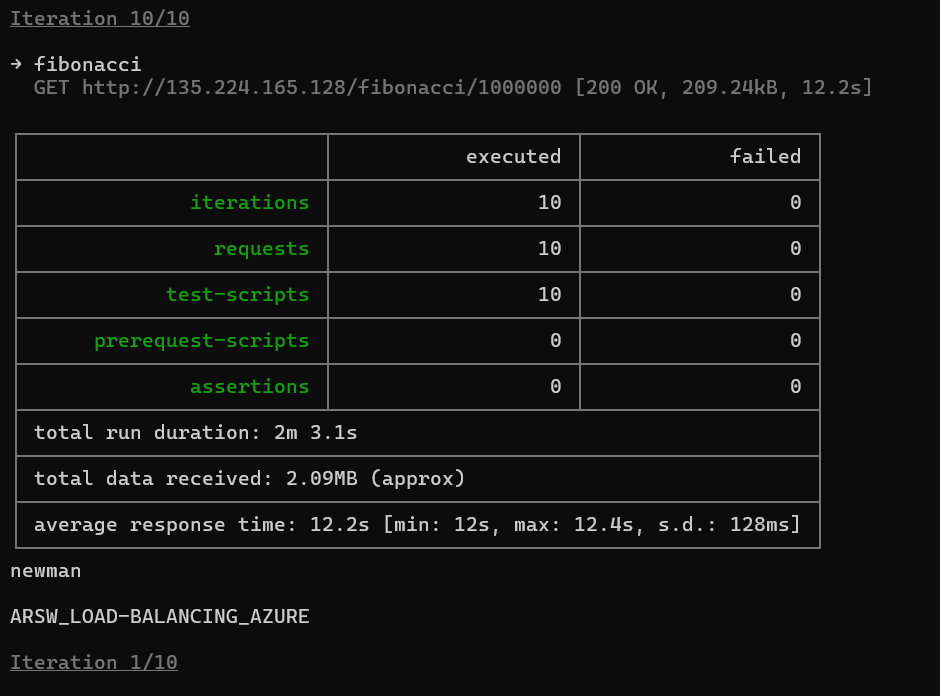 Iteration 10/10
→ fibonacci
GET http://135.224.165.128/fibonacci/1000000 [200 OK, 209.24kB, 12.2s]
executed failed
iterations 10 0
requests 10 0
test-scripts 10 0
prerequest-scripts 0 0
assertions 0 0
total run duration: 2m 3.1s
total data received: 2.09MB (approx)
average response time: 12.2s [min: 12s, max: 12.4s, s.d.: 128ms]
newman
ARSW_LOAD-BALANCING_AZURE
Iteration 1/10